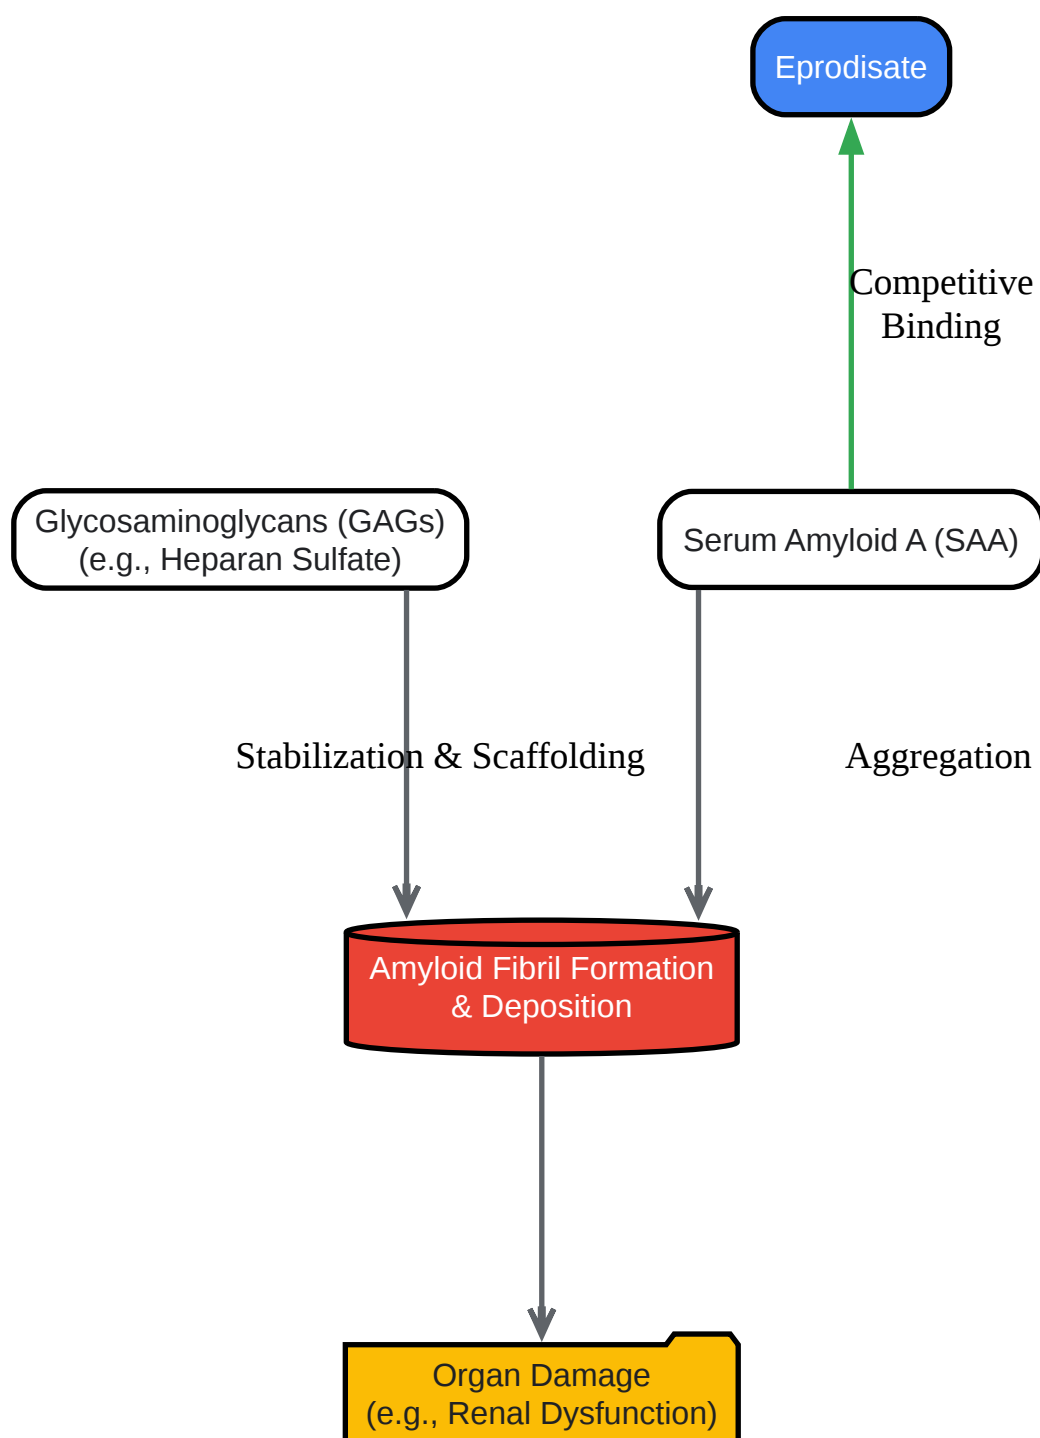 Eprodisate
Competitive
Binding
Glycosaminoglycans (GAGs)
(e.g., Heparan Sulfate)
Serum Amyloid A (SAA)
Stabilization & Scaffolding
Aggregation
Amyloid Fibril Formation
& Deposition
Organ Damage
(e.g., Renal Dysfunction)